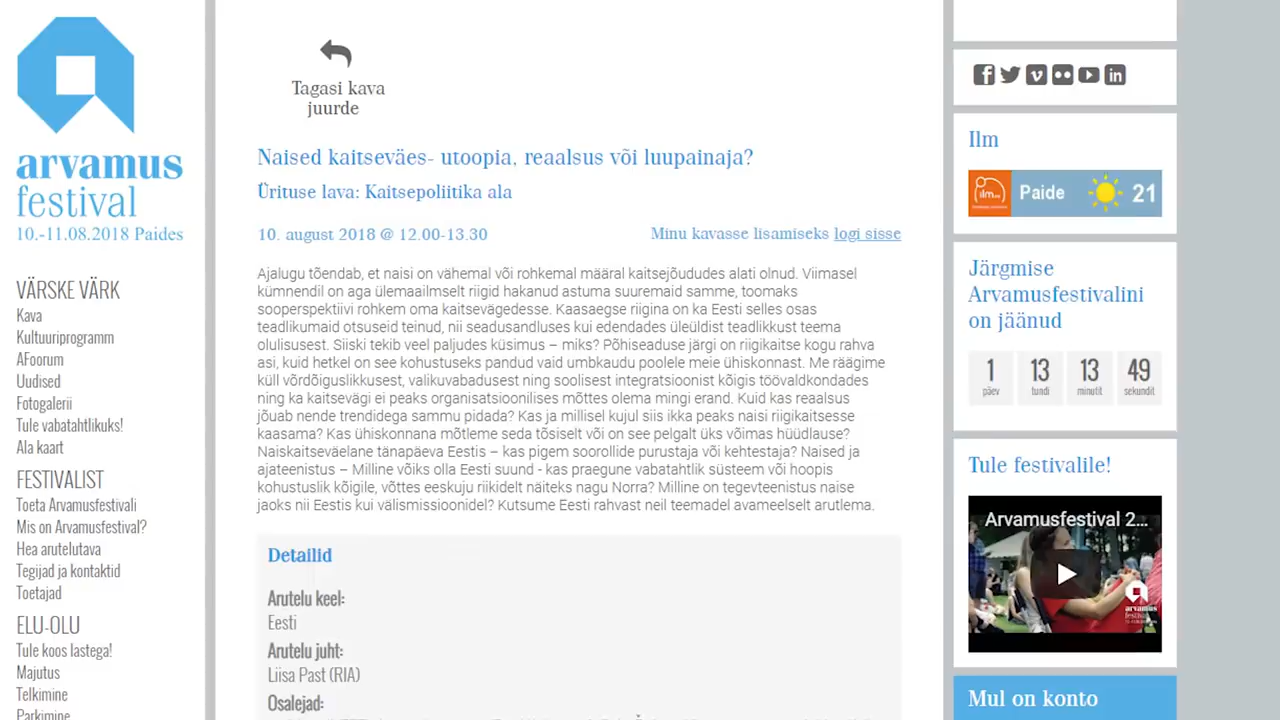 arvamus
festival
10.-11.08.2018 Paides
VÄRSKE VÄRK
Kava
Kultuuriprogramm
AFoorum
Uudised
Fotogalerii
Tule vabatahtlikuks!
Ala kaart
FESTIVALIST
Toeta Arvamusfestivali
Mis on Arvamusfestival?
Hea arutelutava
Tegijad ja kontaktid
Toetajad
ELU-OLU
Tule koos lastega!
Majutus
Telkimine
Parkimine
Tagasi kava
juurde
Naised kaitseväes- utoopia, reaalsus või luupainaja?
Ürituse lava: Kaitsepoliitika ala
10. august 2018 @ 12.00-13.30
Minu kavasse lisamiseks logi sisse
Ajalugu tõendab, et naisi on vähemal või rohkemal määral kaitsejõududes alati olnud. Viimasel
kümnendil on aga ülemaailmselt riigid hakanud astuma suuremaid samme, toomaks
sooperspektiivi rohkem oma kaitsevägedesse. Kaasaegse riigina on ka Eesti selles osas
teadlikumaid otsuseid teinud, nii seadusandluses kui edendades üleüldist teadlikkust teema
olulisusest. Siiski tekib veel paljudes küsimus – miks? Põhiseaduse järgi on riigikaitse kogu rahva
asi, kuid hetkel on see kohustuseks pandud vaid umbkaudu poolele meie ühiskonnast. Me räägime
küll võrdõiguslikkusest, valikuvabadusest ning soolisest integratsioonist kõigis töövaldkondades
ning ka kaitsevägi ei peaks organisatsioonilises mõttes olema mingi erand. Kuid kas reaalsus
jõuab nende trendidega sammu pidada? Kas ja millisel kujul siis ikka peaks naisi riigikaitsesse
kaasama? Kas ühiskonnana mõtleme seda tõsiselt või on see pelgalt üks võimas hüüdlause?
Naiskaitseväelane tänapäeva Eestis – kas pigem soorollide purustaja või kehtestaja? Naised ja
ajateenistus – Milline võiks olla Eesti suund - kas praegune vabatahtlik süsteem või hoopis
kohustuslik kõigile, võttes eeskuju riikidelt näiteks nagu Norra? Milline on tegevteenistus naise
jaoks nii Eestis kui välismissioonidel? Kutsume Eesti rahvast neil teemadel avameelselt arutlema.
Detailid
Arutelu keel:
Eesti
Arutelu juht:
Liisa Past (RIA)
Osalejad:
Ilm
ilm.ee
Paide 21
Järgmise
Arvamusfestivalini
on jäänud
1 13 13 49
päev tundi minutit sekundit
Tule festivalile!
Arvamusfestival 2...
arvamus
festival
Mul on konto